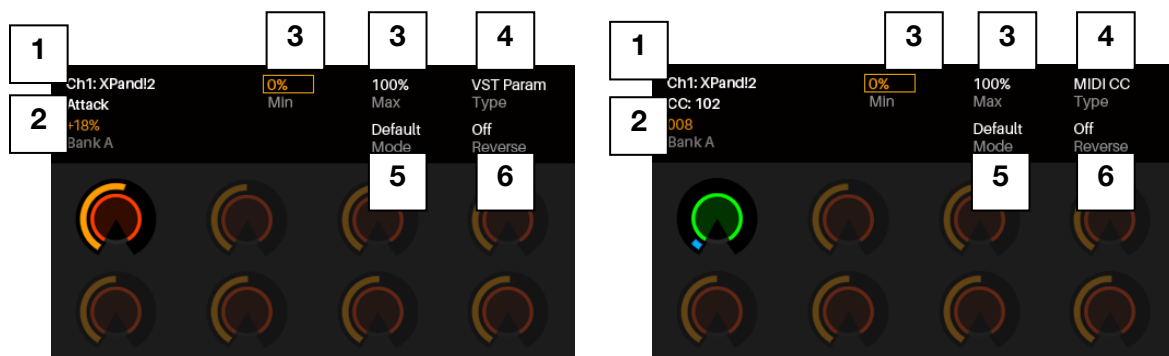 1
3
3
4
Ch1: XPand!2
0%
100%
VST Param
Attack
Min
Max
Type
2
+18%
Default
Off
Bank A
Mode
Reverse
5
6
1
3
3
4
Ch1: XPand!2
0%
100%
MIDI CC
CC: 102
Min
Max
Type
2
008
Default
Off
Bank A
Mode
Reverse
5
6